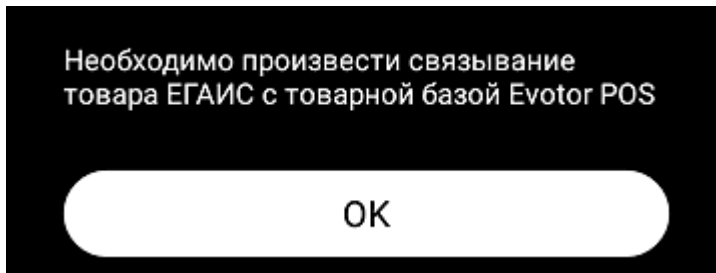 Необходимо произвести связывание
товара ЕГАИС с товарной базой Evotor POS
OK